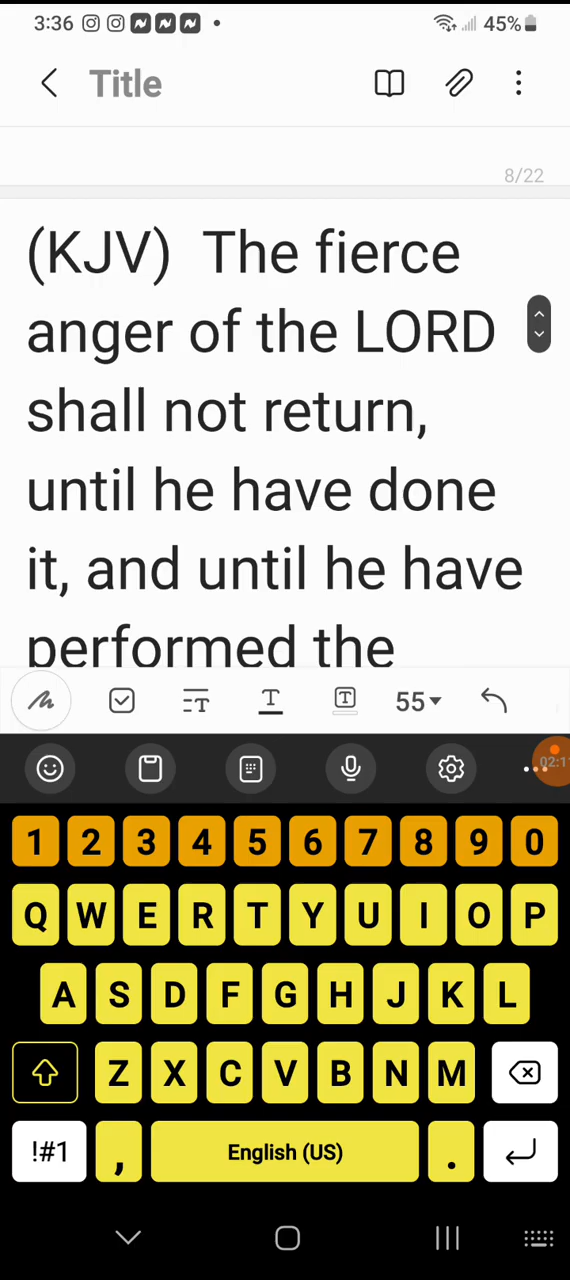 3:36 45%
Title
8/22
(KJV)  The fierce
anger of the LORD
shall not return,
until he have done
it, and until he have
performed the
T T T 55
1 2 3 4 5 6 7 8 9 0
Q W E R T Y U I O P
A S D F G H J K L
Z X C V B N M
!#1 , English (US) .